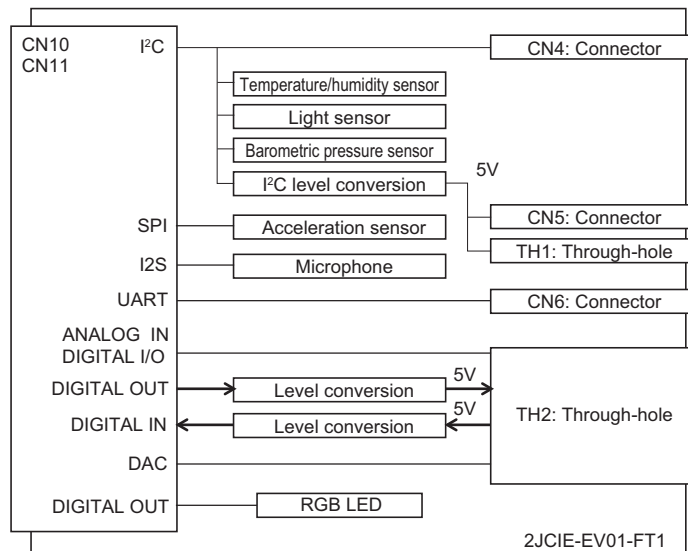 CN10
CN11
I²C
CN4: Connector
Temperature/humidity sensor
Light sensor
Barometric pressure sensor
I²C level conversion
5V
CN5: Connector
TH1: Through-hole
SPI
Acceleration sensor
I2S
Microphone
UART
CN6: Connector
ANALOG IN
DIGITAL I/O
DIGITAL OUT
Level conversion
5V
DIGITAL IN
Level conversion
5V
TH2: Through-hole
DAC
DIGITAL OUT
RGB LED
2JCIE-EV01-FT1